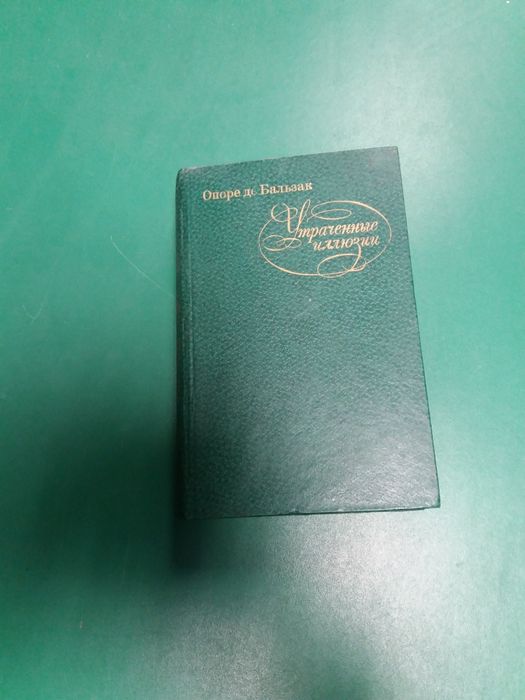 Оноре де Бальзак
Утраченные
иллюзии